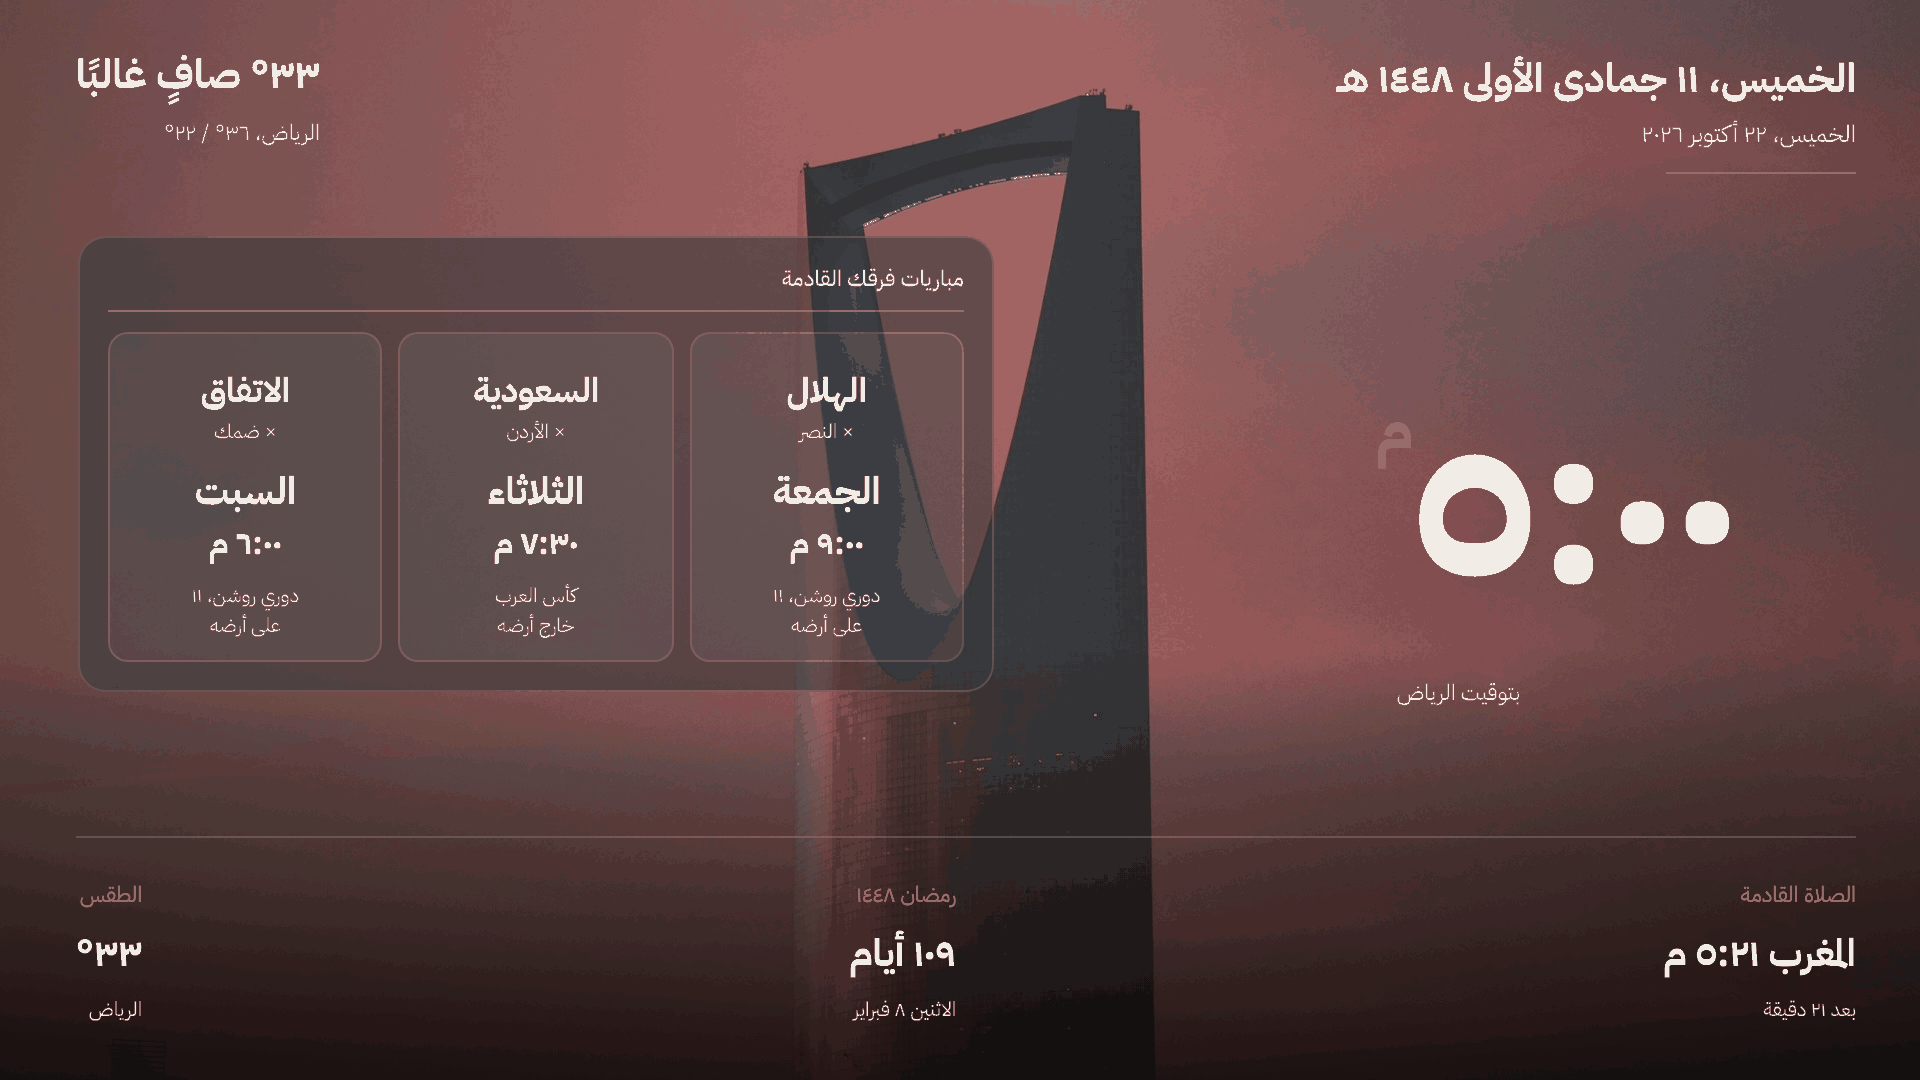 الخميس، ١١ جمادى الأولى ١٤٤٨ هـ
الخميس، ٢٢ أكتوبر ٢٠٢٦
٣٣° صافٍ غالبًا
الرياض، ٣٦° / ٢٢°
م
٥:٠٠
بتوقيت الرياض
مباريات فرقك القادمة
الهلال
× النصر
الجمعة
٩:٠٠ م
دوري روشن، ١١
على أرضه
السعودية
× الأردن
الثلاثاء
٧:٣٠ م
كأس العرب
خارج أرضه
الاتفاق
× ضمك
السبت
٦:٠٠ م
دوري روشن، ١١
على أرضه
الصلاة القادمة
المغرب ٥:٢١ م
بعد ٢١ دقيقة
رمضان ١٤٤٨
١٠٩ أيام
الاثنين ٨ فبراير
الطقس
٣٣°
الرياض